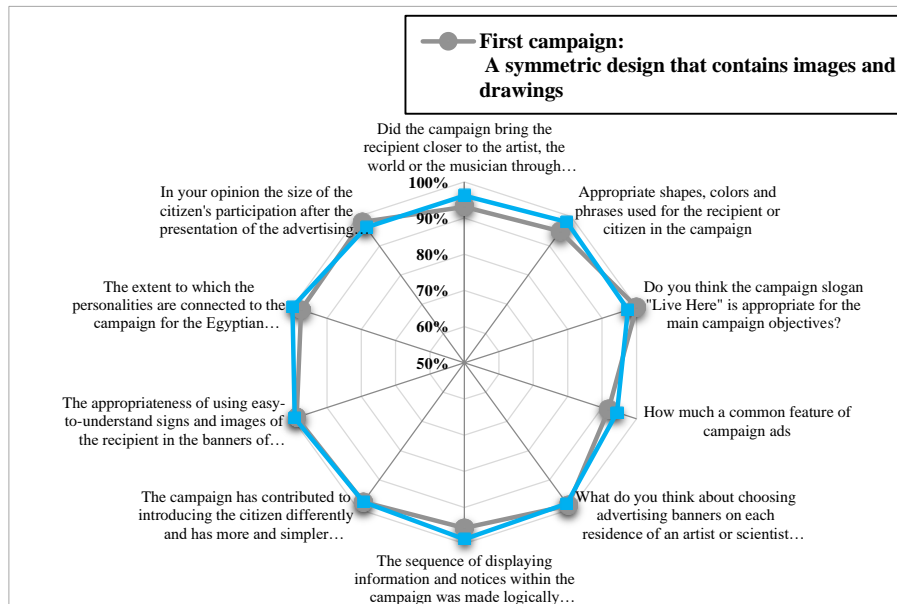 First campaign:
A symmetric design that contains images and
drawings
Did the campaign bring the
recipient closer to the artist, the
world or the musician through…
100%
90%
80%
70%
60%
50%
Appropriate shapes, colors and
phrases used for the recipient or
citizen in the campaign
Do you think the campaign slogan
"Live Here" is appropriate for the
main campaign objectives?
How much a common feature of
campaign ads
What do you think about choosing
advertising banners on each
residence of an artist or scientist…
The sequence of displaying
information and notices within the
campaign was made logically…
The campaign has contributed to
introducing the citizen differently
and has more and simpler…
The appropriateness of using easy-
to-understand signs and images
of the recipient in the banners of…
The extent to which the
personalities are connected to the
campaign for the Egyptian…
In your opinion the size of the
citizen's participation after the
presentation of the advertising…